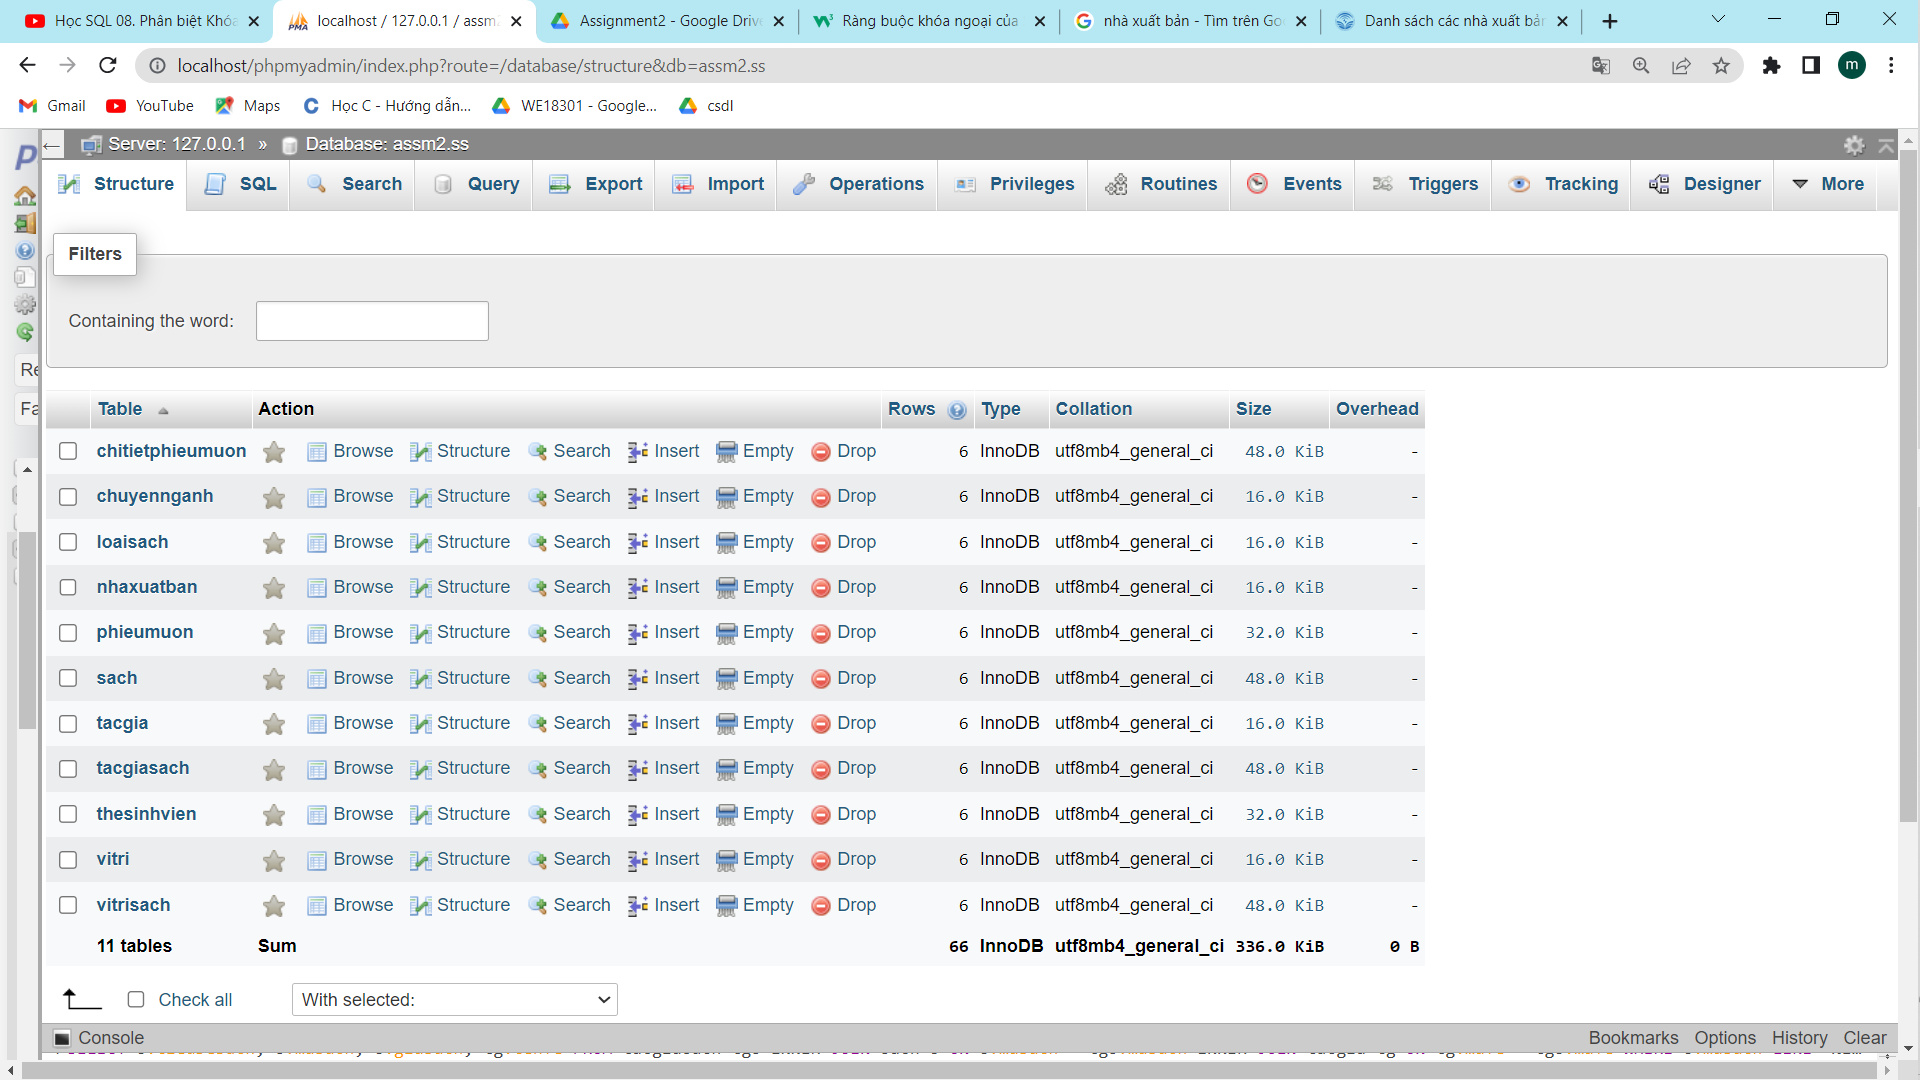 Học SQL 08. Phân biệt Khóa
localhost / 127.0.0.1 / assm2
Assignment2 - Google Drive
Ràng buộc khóa ngoại của
nhà xuất bản - Tìm trên Go
Danh sách các nhà xuất bản
localhost/phpmyadmin/index.php?route=/database/structure&db=assm2.ss
m
Gmail
YouTube
Maps
Học C - Hướng dẫn...
WE18301 - Google...
csdl
Server: 127.0.0.1 » Database: assm2.ss
Structure SQL Search Query Export Import Operations Privileges Routines Events Triggers Tracking Designer More
Filters
Containing the word:
Re
Fa
Table Action Rows Type Collation Size Overhead
chitietphieumuon Browse Structure Search Insert Empty Drop 6 InnoDB utf8mb4_general_ci 48.0 KiB -
chuyennganh Browse Structure Search Insert Empty Drop 6 InnoDB utf8mb4_general_ci 16.0 KiB -
loaisach Browse Structure Search Insert Empty Drop 6 InnoDB utf8mb4_general_ci 16.0 KiB -
nhaxuatban Browse Structure Search Insert Empty Drop 6 InnoDB utf8mb4_general_ci 16.0 KiB -
phieumuon Browse Structure Search Insert Empty Drop 6 InnoDB utf8mb4_general_ci 32.0 KiB -
sach Browse Structure Search Insert Empty Drop 6 InnoDB utf8mb4_general_ci 48.0 KiB -
tacgia Browse Structure Search Insert Empty Drop 6 InnoDB utf8mb4_general_ci 16.0 KiB -
tacgiasach Browse Structure Search Insert Empty Drop 6 InnoDB utf8mb4_general_ci 48.0 KiB -
thesinhvien Browse Structure Search Insert Empty Drop 6 InnoDB utf8mb4_general_ci 32.0 KiB -
vitri Browse Structure Search Insert Empty Drop 6 InnoDB utf8mb4_general_ci 16.0 KiB -
vitrisach Browse Structure Search Insert Empty Drop 6 InnoDB utf8mb4_general_ci 48.0 KiB -
11 tables Sum 66 InnoDB utf8mb4_general_ci 336.0 KiB 0 B
Check all With selected:
Console Bookmarks Options History Clear